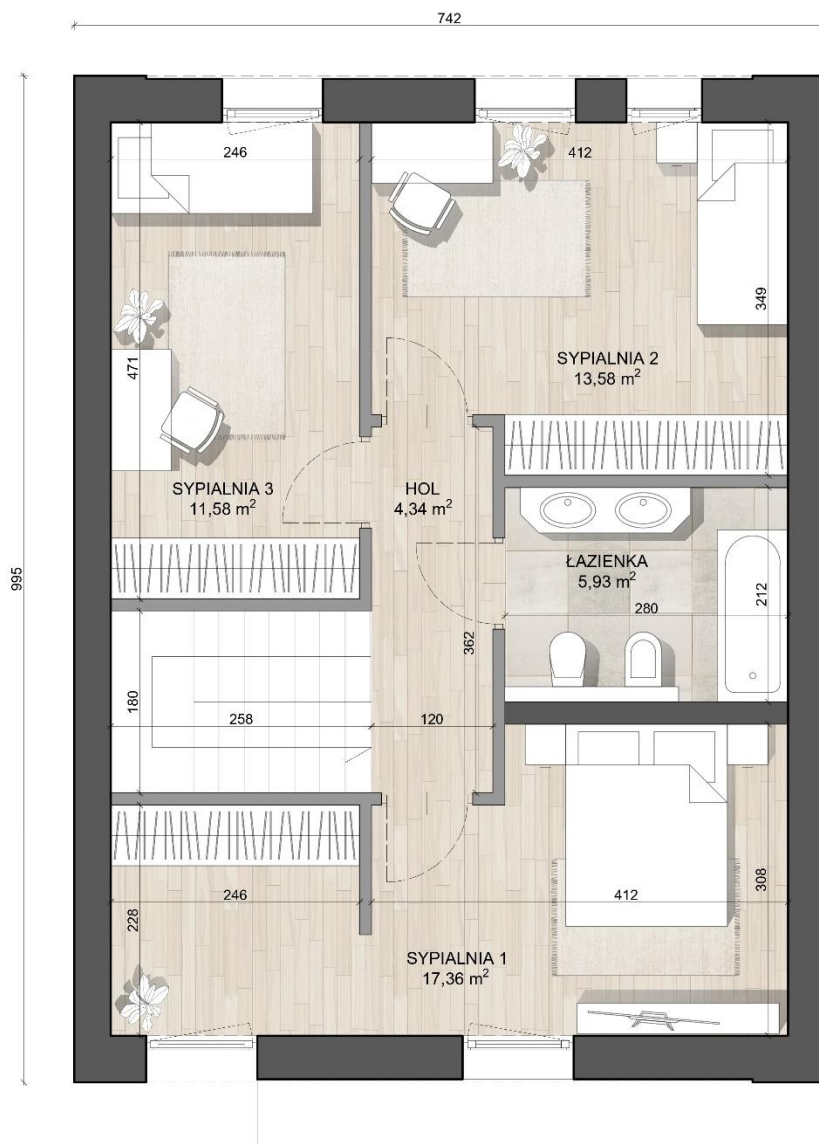 742
246
412
349
471
SYPIALNIA 2
13,58 m²
SYPIALNIA 3
11,58 m²
HOL
4,34 m²
995
ŁAZIENKA
5,93 m²
280
212
362
180
258
120
246
412
308
228
SYPIALNIA 1
17,36 m²